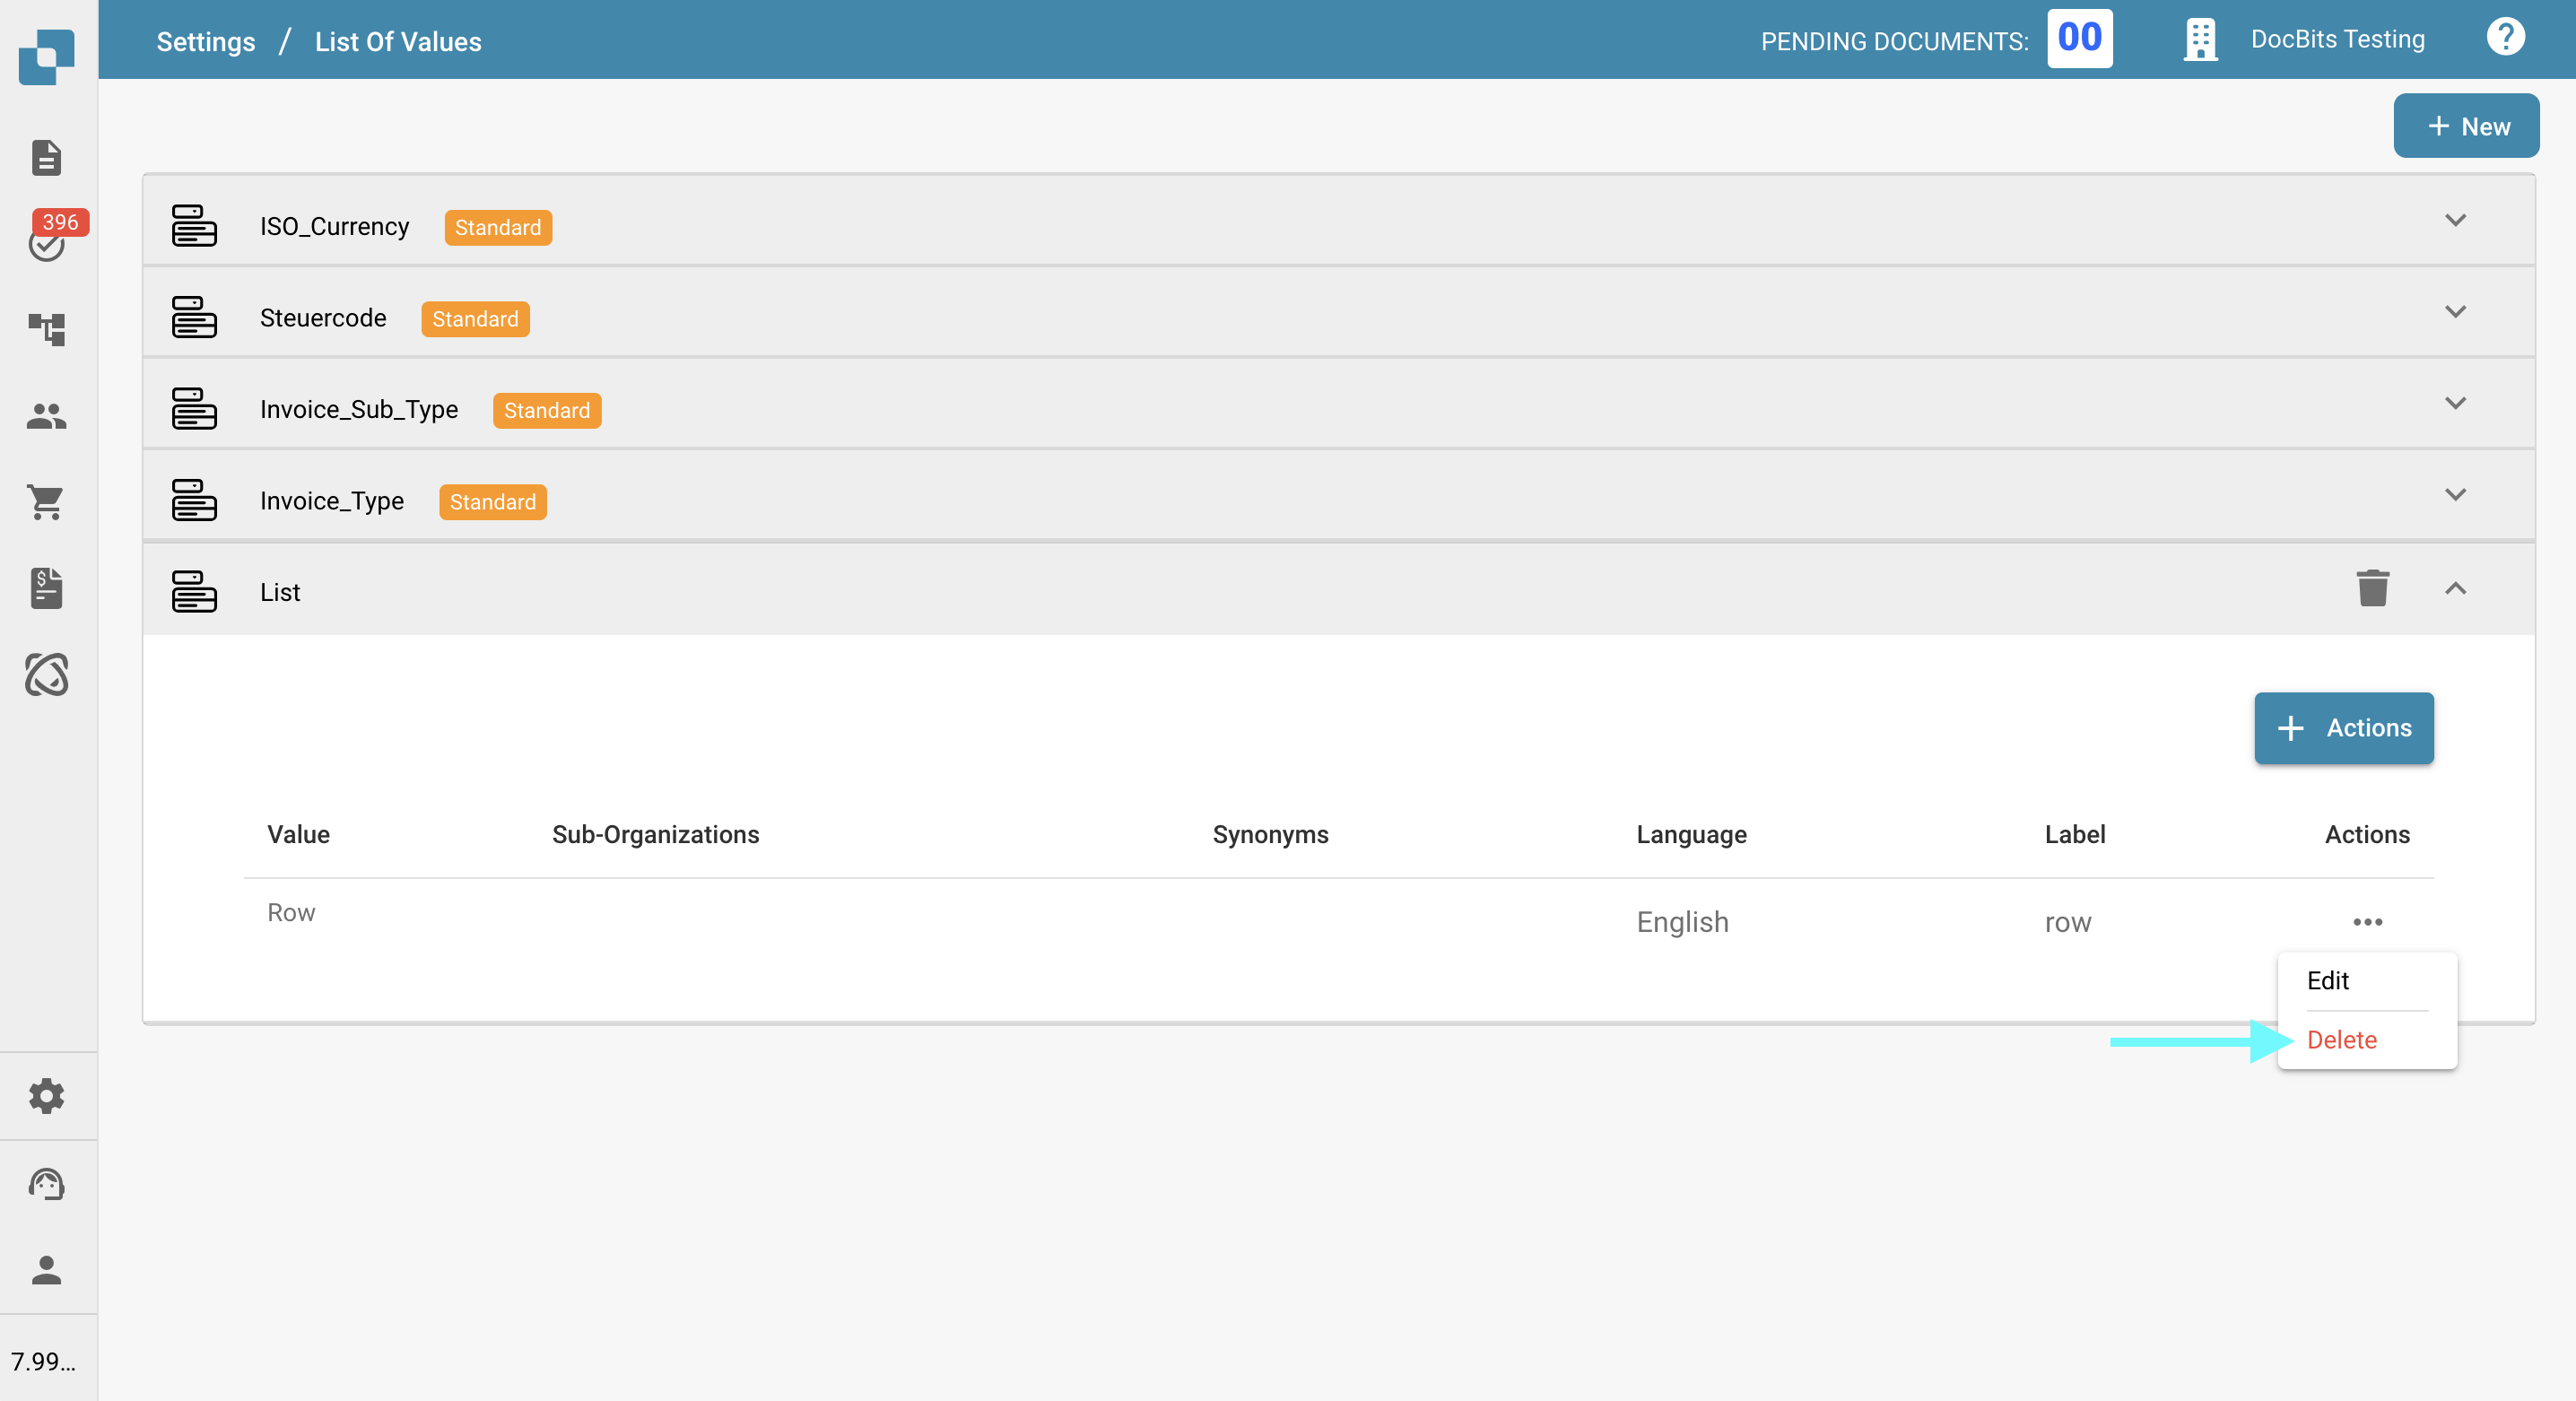 Settings / List Of Values
PENDING DOCUMENTS: 00
DocBits Testing
?
+ New
396
ISO_Currency Standard
Steuercode Standard
Invoice_Sub_Type Standard
Invoice_Type Standard
List
+ Actions
Value Sub-Organizations Synonyms Language Label Actions
Row English row •••
Edit
Delete
7.99...